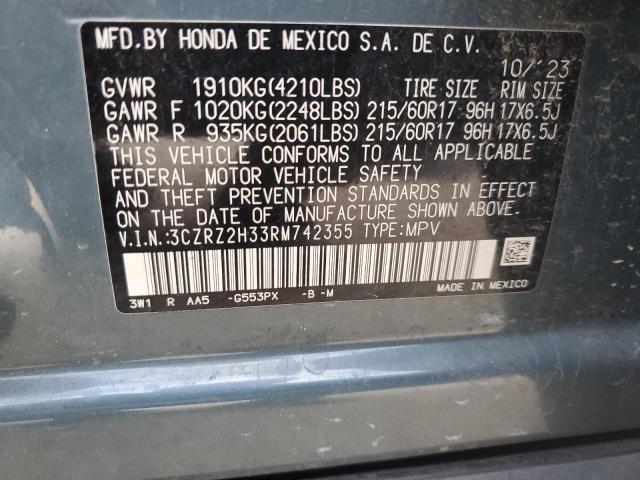 MFD.BY HONDA DE MEXICO S.A. DE C.V.
10/'23
GVWR 1910KG(4210LBS) TIRE SIZE RIM SIZE
GAWR F 1020KG(2248LBS) 215/60R17 96H 17X6.5J
GAWR R 935KG(2061LBS) 215/60R17 96H 17X6.5J
THIS VEHICLE CONFORMS TO ALL APPLICABLE
FEDERAL MOTOR VEHICLE SAFETY
AND THEFT PREVENTION STANDARDS IN EFFECT
ON THE DATE OF MANUFACTURE SHOWN ABOVE.
V.I.N.:3CZRZ2H33RM742355 TYPE:MPV
3W1 R AA5 -G553PX -B -M MADE IN MEXICO